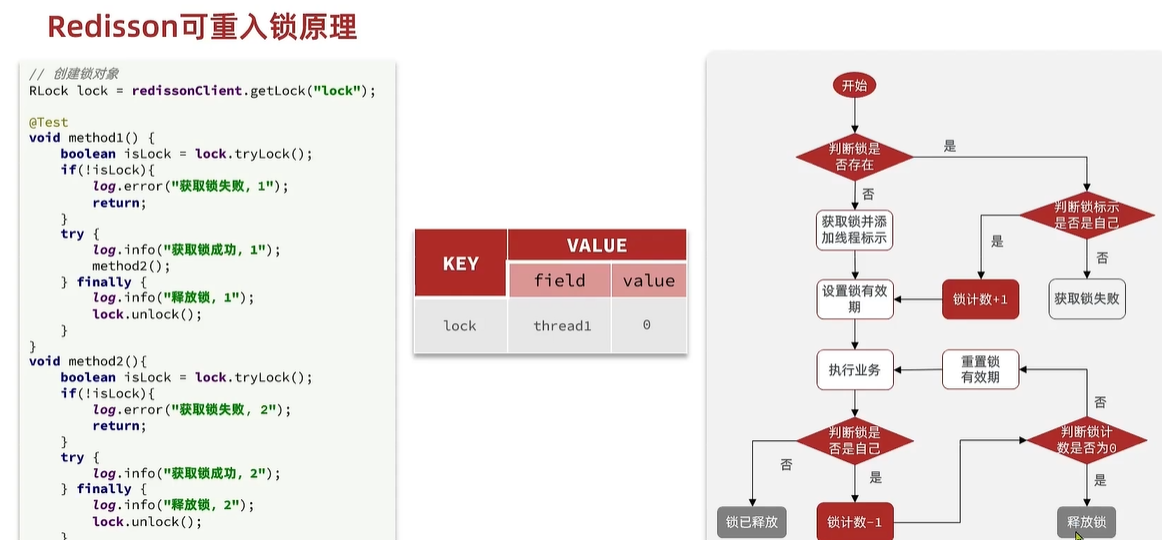 Redisson可重入锁原理
// 创建锁对象
RLock lock = redissonClient.getLock("lock");
@Test
void method1() {
boolean isLock = lock.tryLock();
if(!isLock){
log.error("获取锁失败, 1");
return;
}
try {
log.info("获取锁成功, 1");
method2();
} finally {
log.info("释放锁, 1");
lock.unlock();
}
}
void method2(){
boolean isLock = lock.tryLock();
if(!isLock){
log.error("获取锁失败, 2");
return;
}
try {
log.info("获取锁成功, 2");
} finally {
log.info("释放锁, 2");
lock.unlock();
}
KEY
VALUE
field
value
lock
thread1
0
开始
判断锁是
否存在
是
否
获取锁并添
加线程标示
判断锁标示
是否是自己
是
否
设置锁有效
期
锁计数+1
获取锁失败
执行业务
重置锁
有效期
否
判断锁是
否是自己
判断锁计
数是否为0
否
是
是
锁已释放
锁计数-1
释放锁